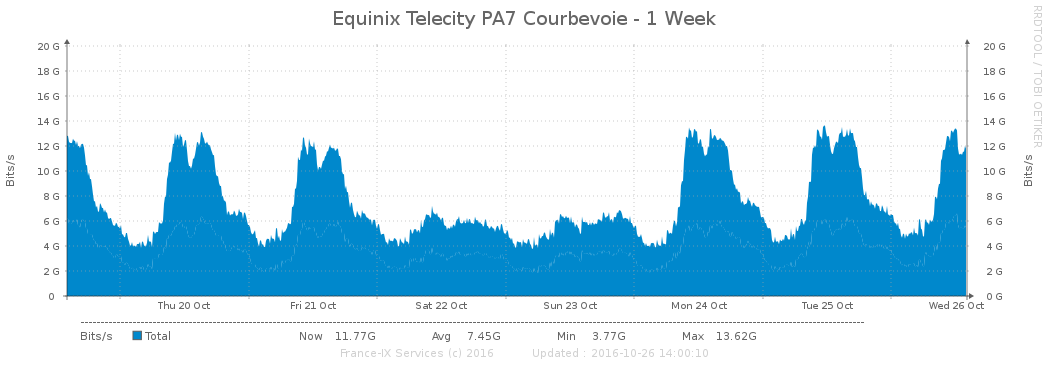 Equinix Telecity PA7 Courbevoie - 1 Week
RRDTOOL / TOBI OETIKER
Bits/s
20 G
18 G
16 G
14 G
12 G
10 G
8 G
6 G
4 G
2 G
0
20 G
18 G
16 G
14 G
12 G
10 G
8 G
6 G
4 G
2 G
0 G
Bits/s
Thu 20 Oct Fri 21 Oct Sat 22 Oct Sun 23 Oct Mon 24 Oct Tue 25 Oct Wed 26 Oct
Bits/s Total Now 11.77G Avg 7.45G Min 3.77G Max 13.62G
France-IX Services (c) 2016 Updated : 2016-10-26 14:00:10